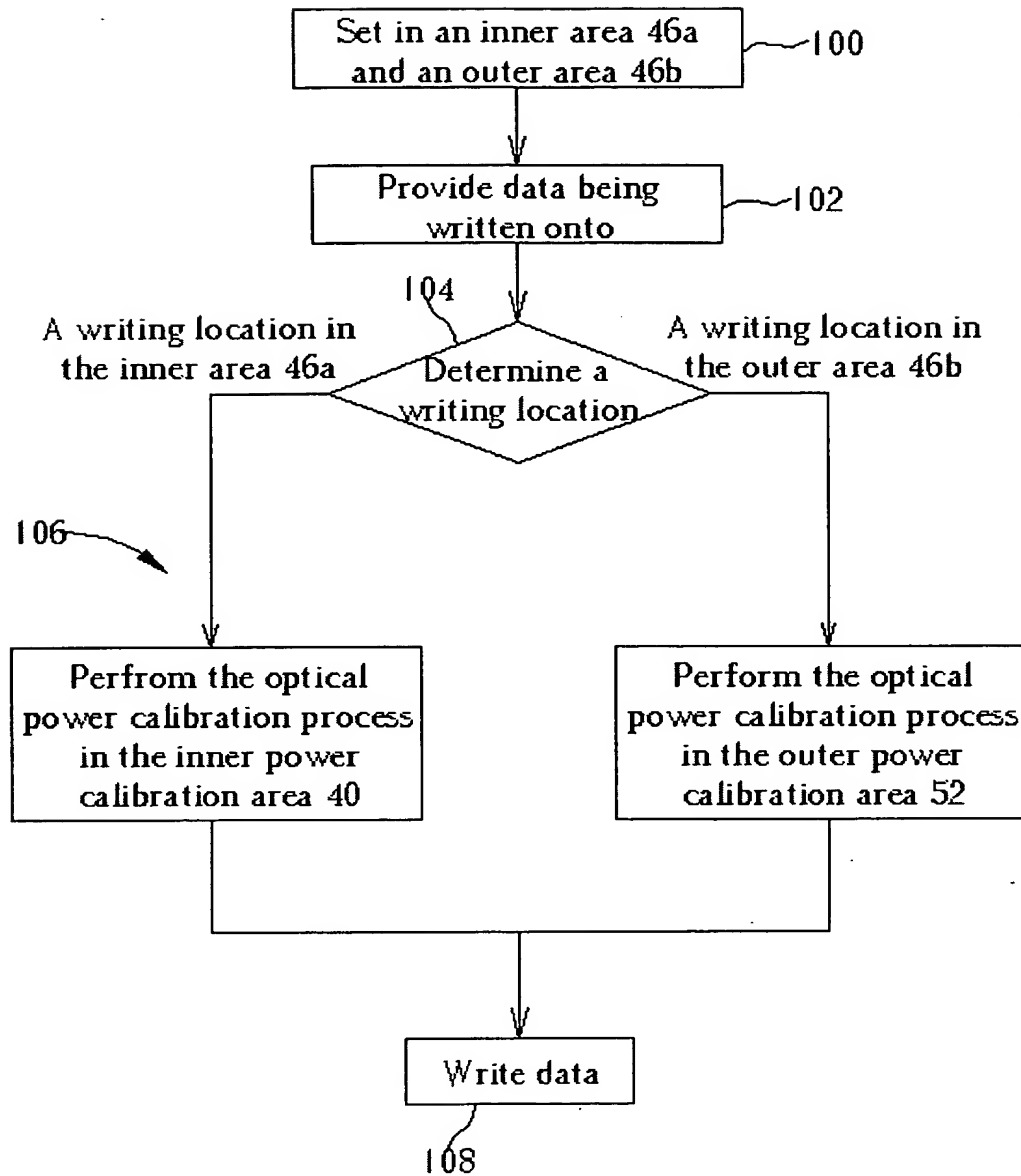 Set in an inner area 46a
and an outer area 46b
100
Provide data being
written onto
102
104
A writing location in
the inner area 46a
Determine a
writing location
A writing location in
the outer area 46b
106
Perfrom the optical
power calibration process
in the inner power
calibration area 40
Perform the optical
power calibration process
in the outer power
calibration area 52
Write data
108